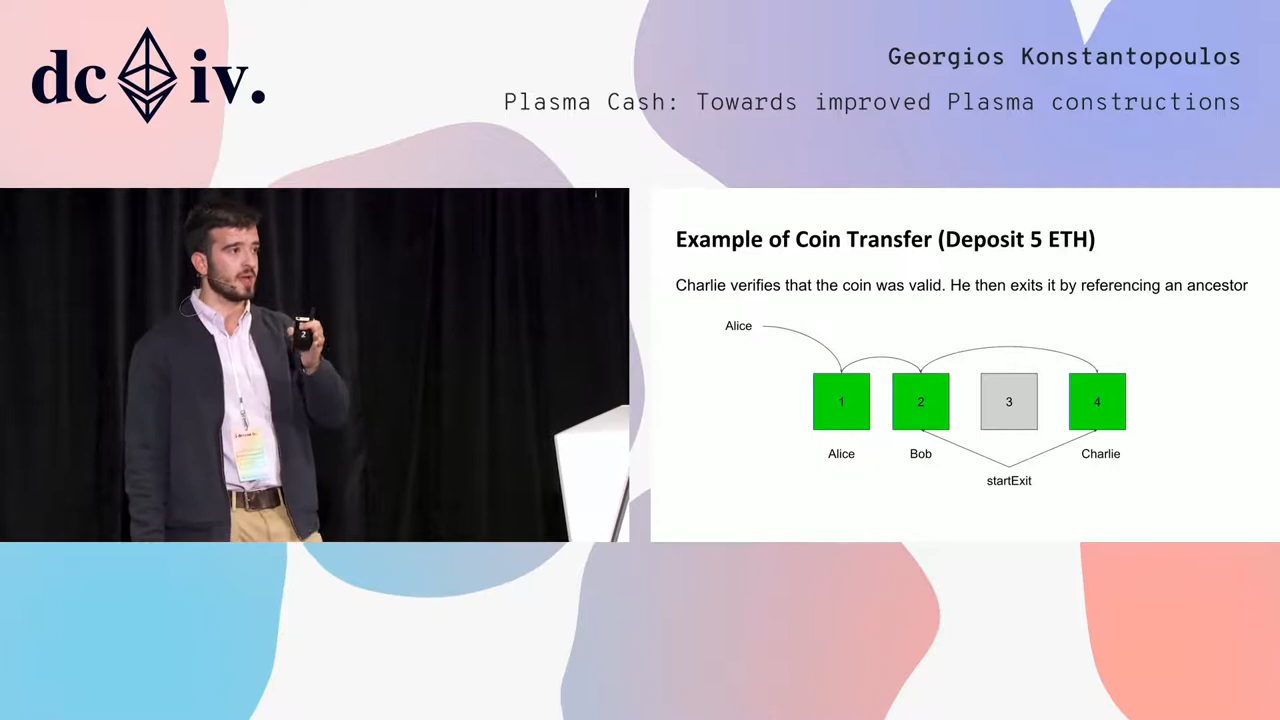 dc iv.
Georgios Konstantopoulos
Plasma Cash: Towards improved Plasma constructions
2
Example of Coin Transfer (Deposit 5 ETH)
Charlie verifies that the coin was valid. He then exits it by referencing an ancestor
Alice
1 2 3 4
Alice Bob Charlie
startExit